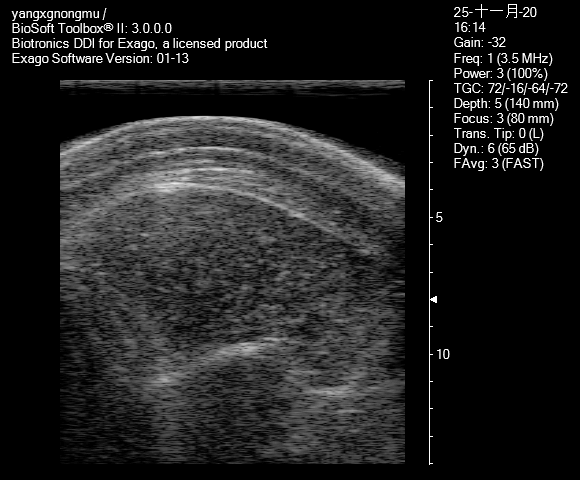 yangxgnongmu /
BioSoft Toolbox® II: 3.0.0.0
Biotronics DDI for Exago, a licensed product
Exago Software Version: 01-13
25-十一月-20
16:14
Gain: -32
Freq: 1 (3.5 MHz)
Power: 3 (100%)
TGC: 72/-16/-64/-72
Depth: 5 (140 mm)
Focus: 3 (80 mm)
Trans. Tip: 0 (L)
Dyn.: 6 (65 dB)
FAvg: 3 (FAST)
5
10